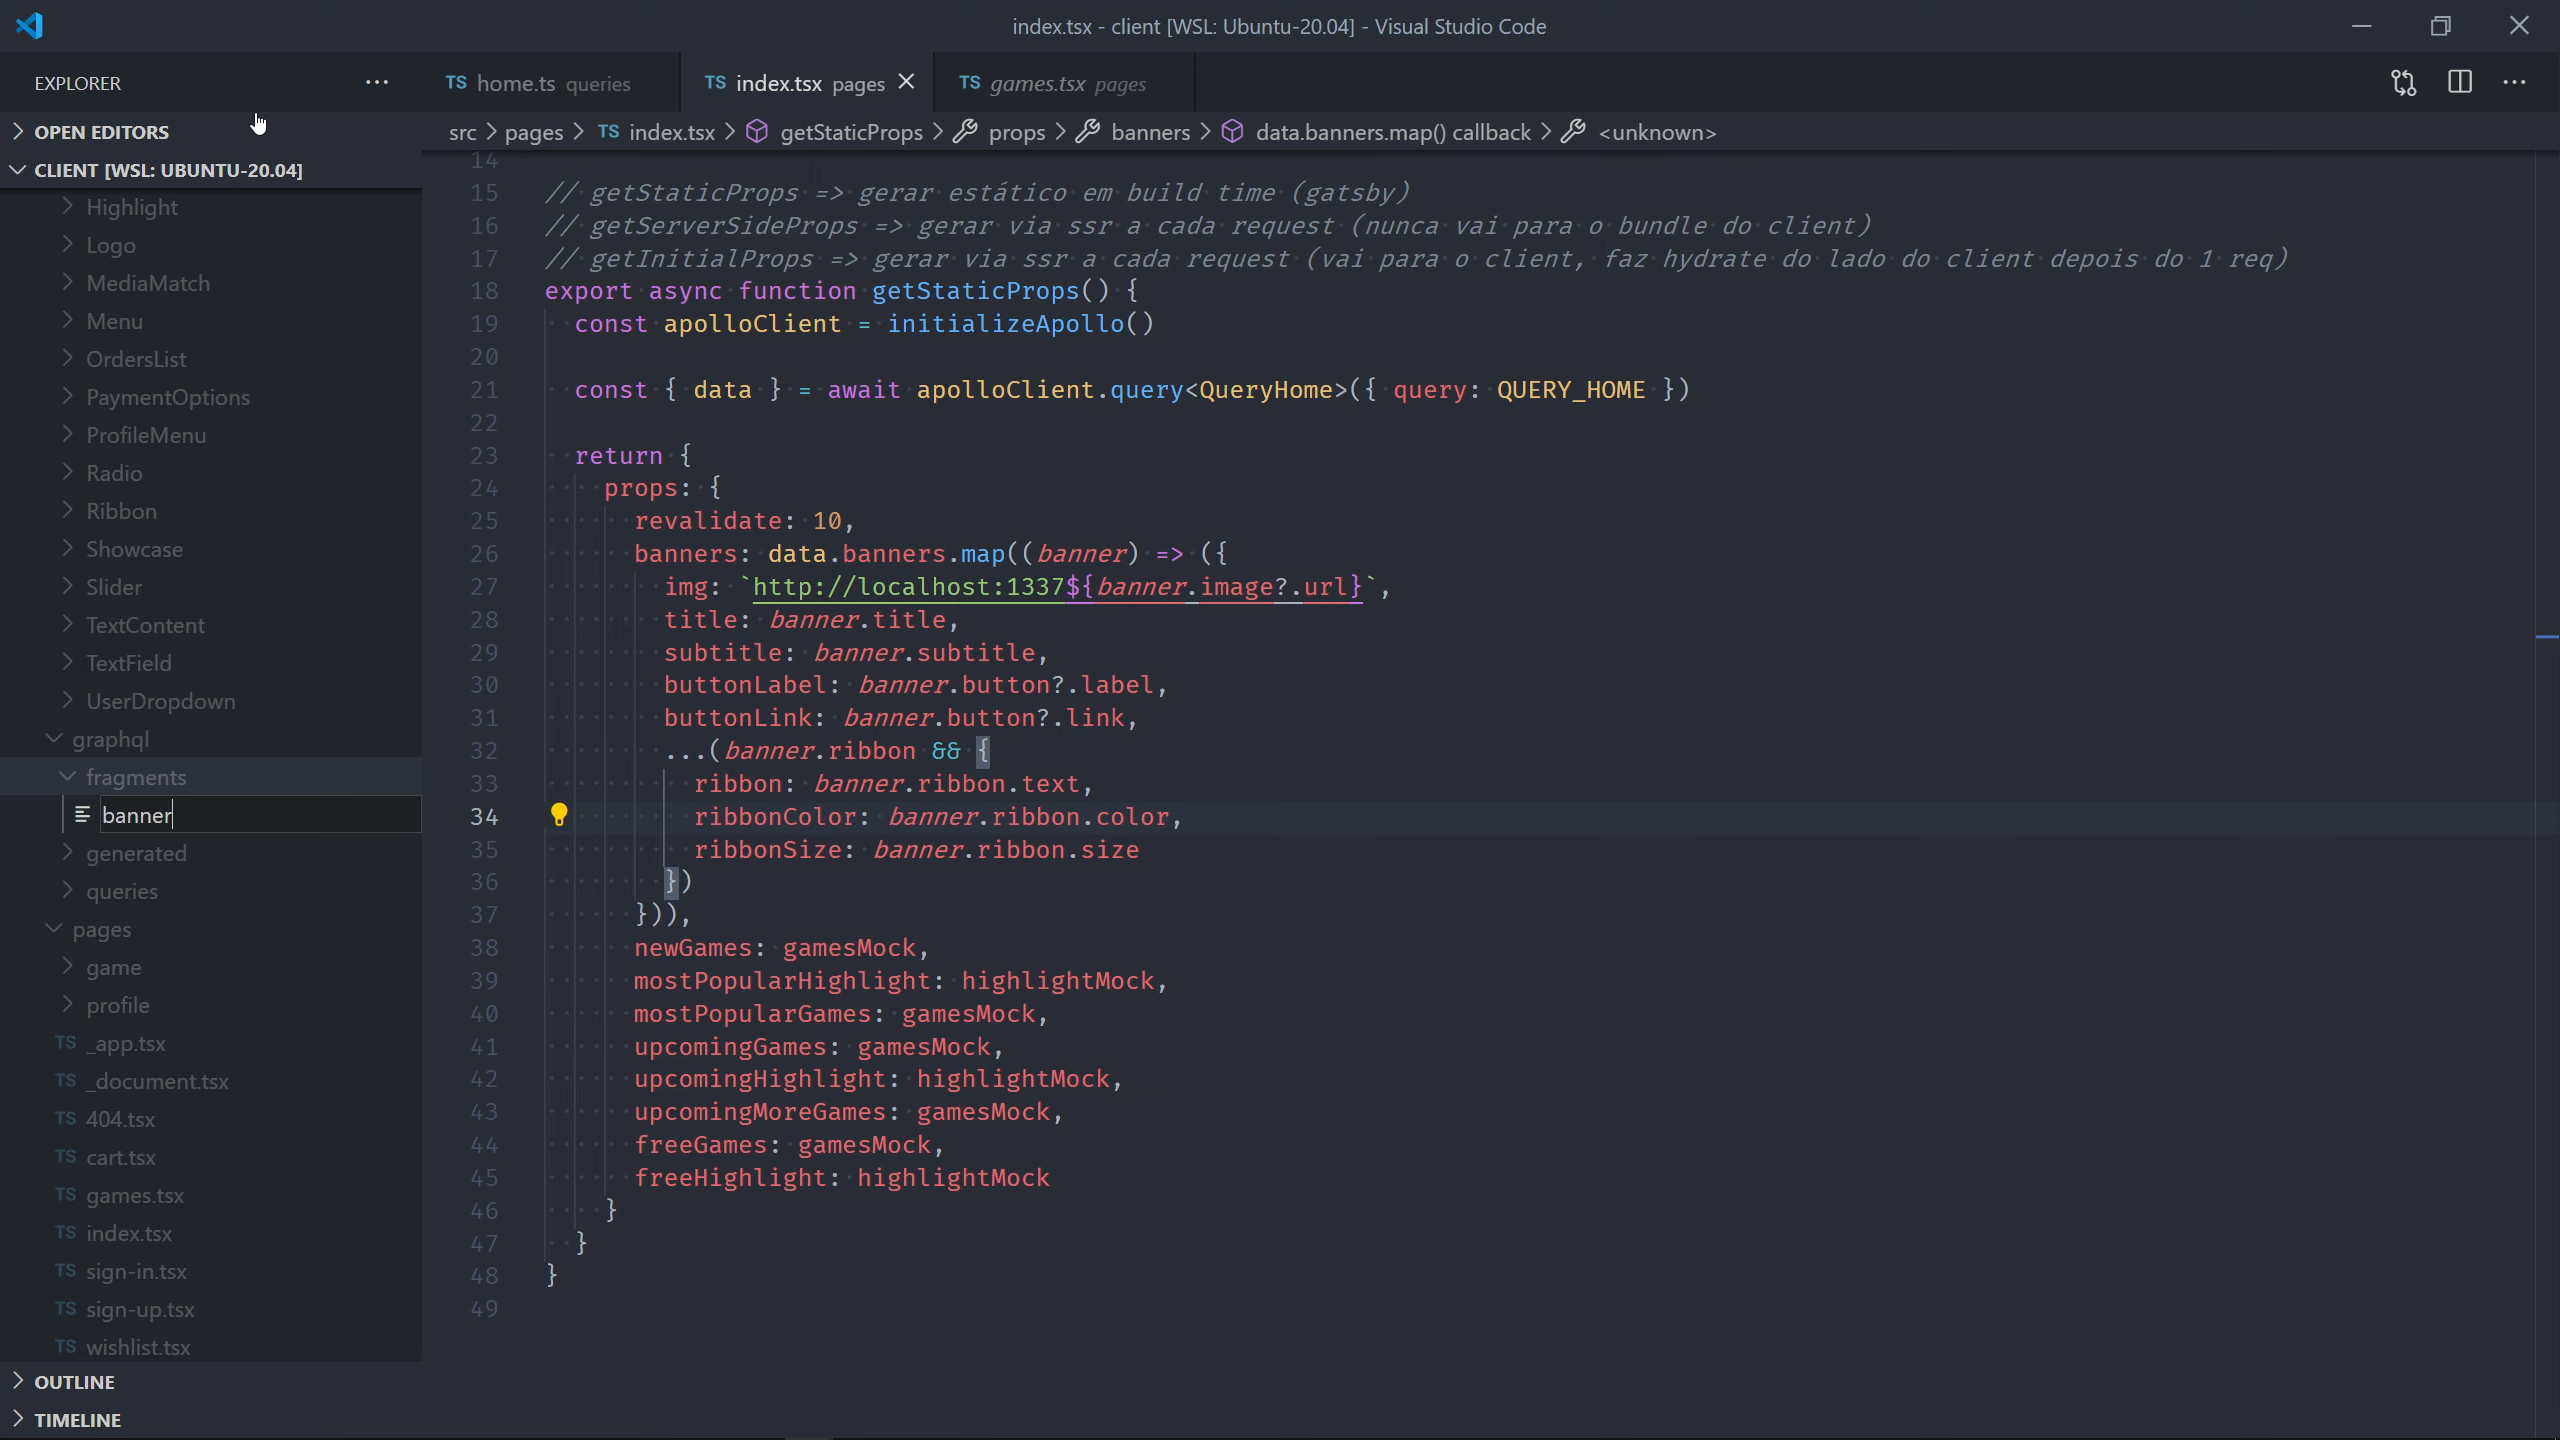 index.tsx - client [WSL: Ubuntu-20.04] - Visual Studio Code
EXPLORER
TS home.ts queries
TS index.tsx pages
TS games.tsx pages
OPEN EDITORS
src > pages > TS index.tsx > getStaticProps > props > banners > data.banners.map() callback > <unknown>
CLIENT [WSL: UBUNTU-20.04]
Highlight
Logo
MediaMatch
Menu
OrdersList
PaymentOptions
ProfileMenu
Radio
Ribbon
Showcase
Slider
TextContent
TextField
UserDropdown
graphql
fragments
banner
generated
queries
pages
game
profile
TS _app.tsx
TS _document.tsx
TS 404.tsx
TS cart.tsx
TS games.tsx
TS index.tsx
TS sign-in.tsx
TS sign-up.tsx
TS wishlist.tsx
OUTLINE
TIMELINE
14
15 // getStaticProps => gerar estático em build time (gatsby)
16 // getServerSideProps => gerar via ssr a cada request (nunca vai para o bundle do client)
17 // getInitialProps => gerar via ssr a cada request (vai para o client, faz hydrate do lado do client depois do 1 req)
18 export async function getStaticProps() {
19 const apolloClient = initializeApollo()
20
21 const { data } = await apolloClient.query<QueryHome>({ query: QUERY_HOME })
22
23 return {
24 props: {
25 revalidate: 10,
26 banners: data.banners.map((banner) => ({
27 img: `http://localhost:1337${banner.image?.url}`,
28 title: banner.title,
29 subtitle: banner.subtitle,
30 buttonLabel: banner.button?.label,
31 buttonLink: banner.button?.link,
32 ...(banner.ribbon && {
33 ribbon: banner.ribbon.text,
34 ribbonColor: banner.ribbon.color,
35 ribbonSize: banner.ribbon.size
36 })
37 })),
38 newGames: gamesMock,
39 mostPopularHighlight: highlightMock,
40 mostPopularGames: gamesMock,
41 upcomingGames: gamesMock,
42 upcomingHighlight: highlightMock,
43 upcomingMoreGames: gamesMock,
44 freeGames: gamesMock,
45 freeHighlight: highlightMock
46 }
47 }
48 }
49